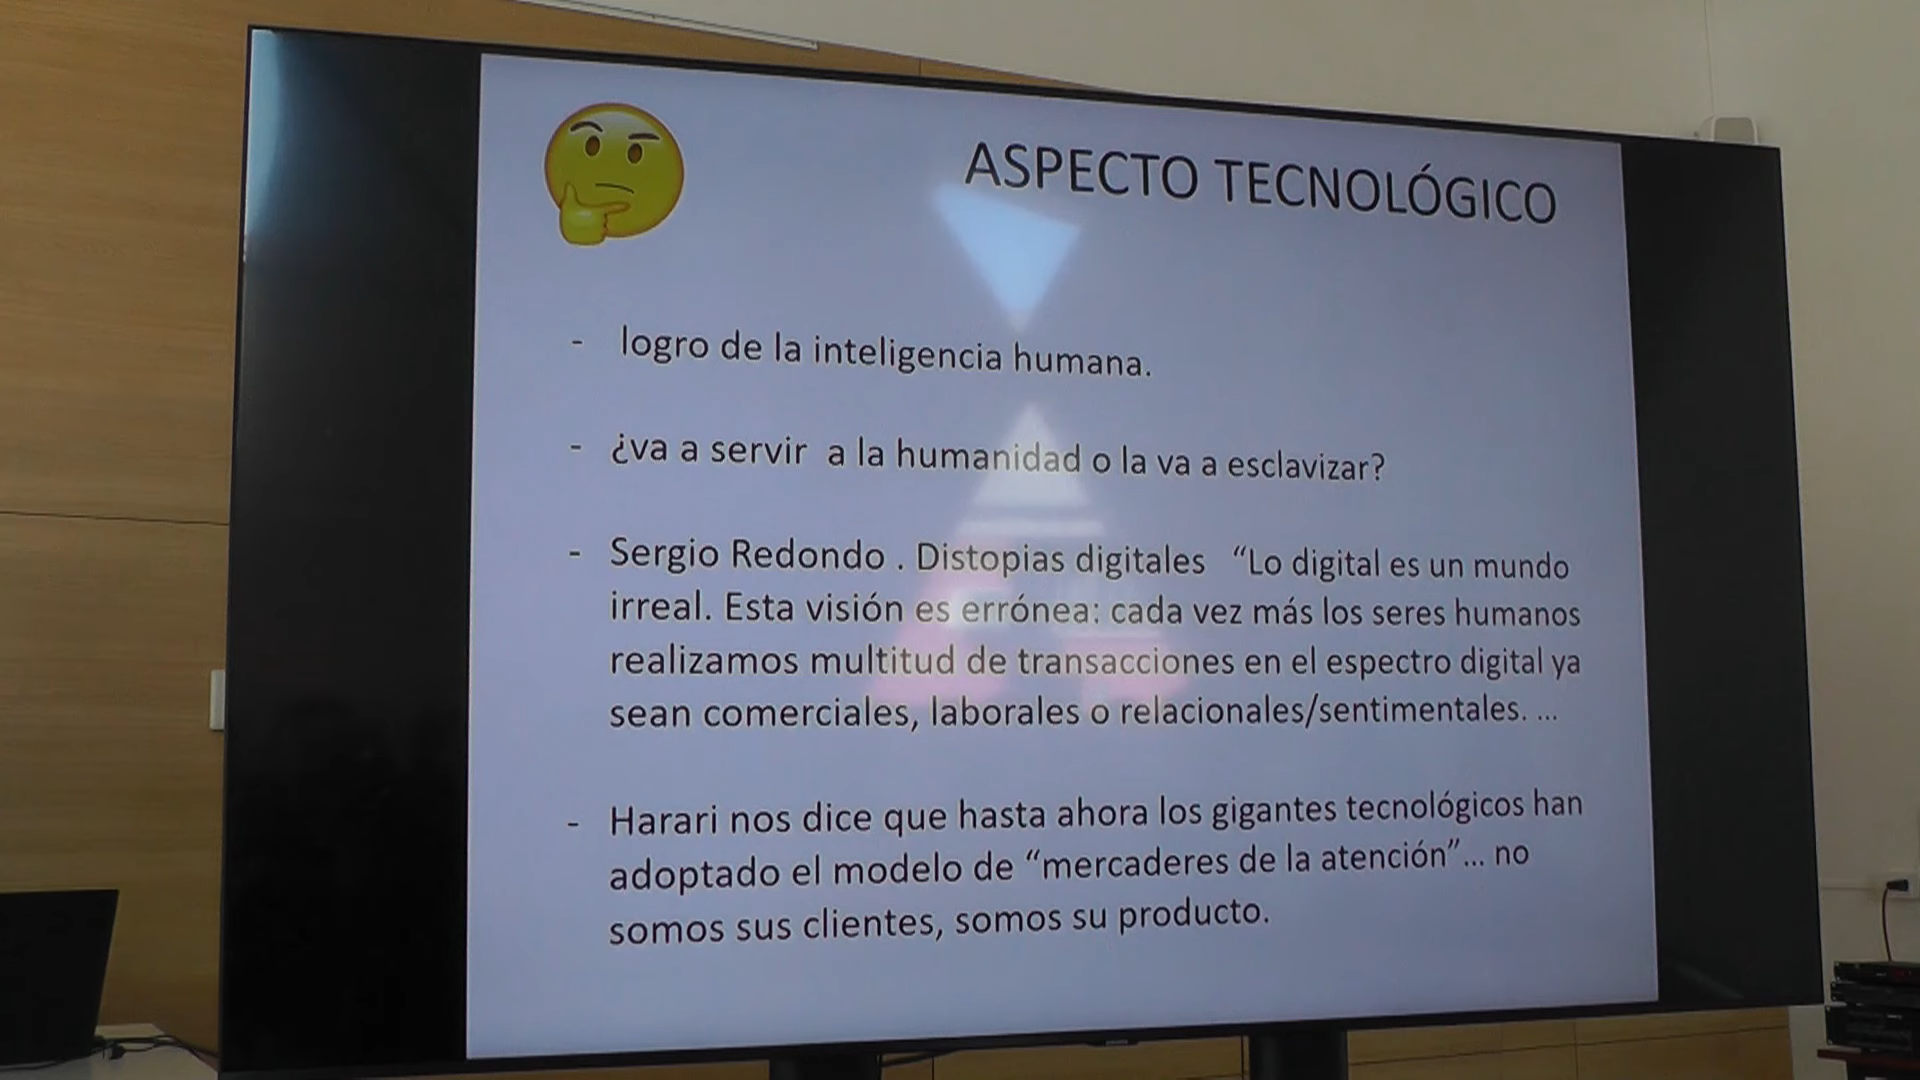 ASPECTO TECNOLÓGICO
- logro de la inteligencia humana.
- ¿va a servir a la humanidad o la va a esclavizar?
- Sergio Redondo . Distopias digitales “Lo digital es un mundo
irreal. Esta visión es errónea: cada vez más los seres humanos
realizamos multitud de transacciones en el espectro digital ya
sean comerciales, laborales o relacionales/sentimentales. ...
- Harari nos dice que hasta ahora los gigantes tecnológicos han
adoptado el modelo de “mercaderes de la atención”... no
somos sus clientes, somos su producto.